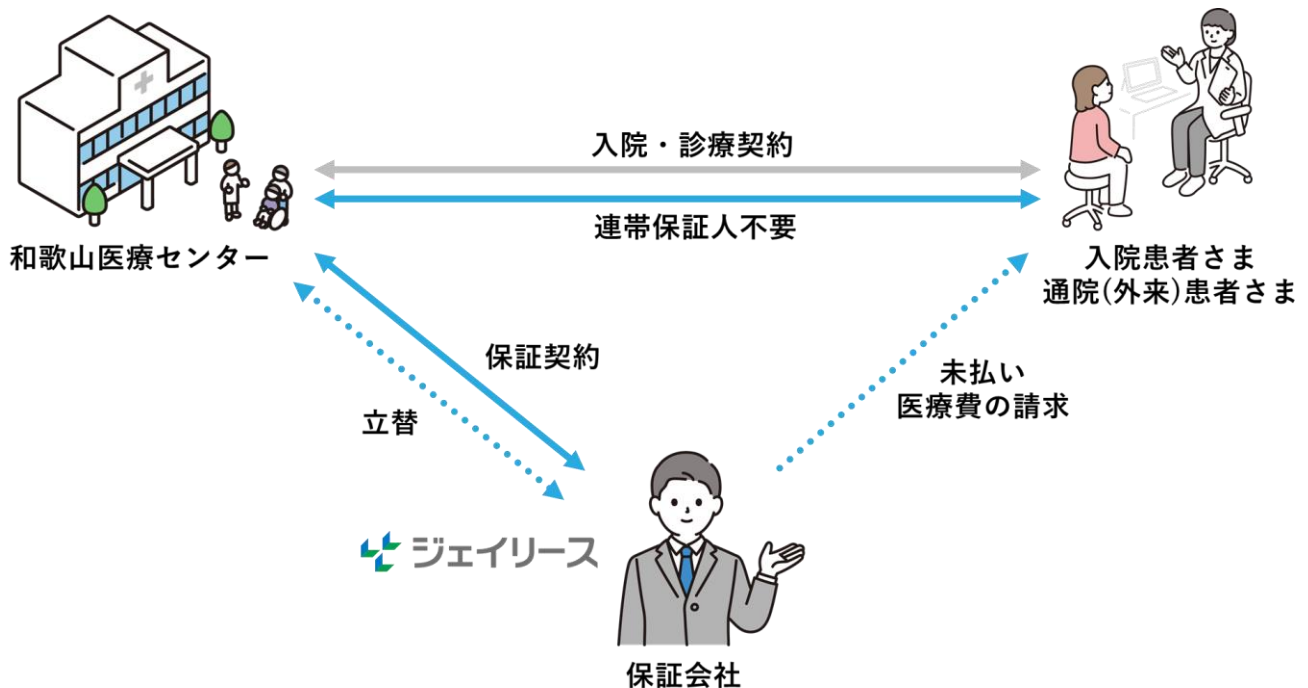 入院・診療契約
連帯保証人不要
和歌山医療センター
入院患者さま
通院(外来)患者さま
保証契約
立替
未払い
医療費の請求
ジェイリース
保証会社